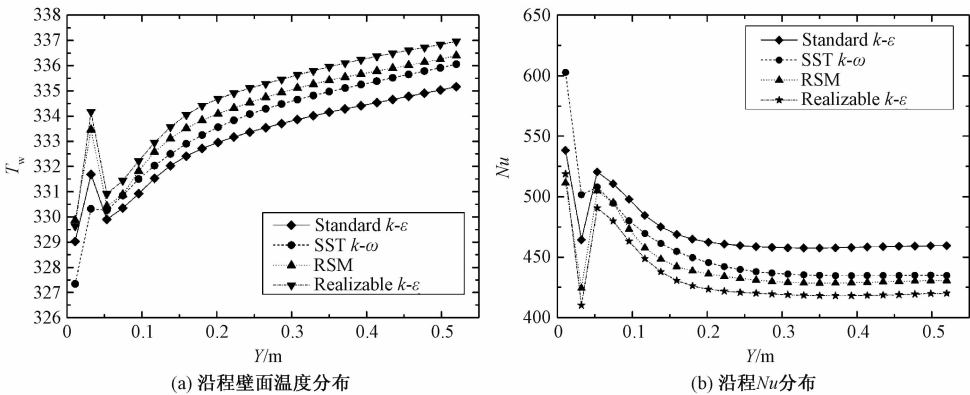 338
337
336
335
334
333
332
331
330
329
328
327
326
T_w
Standard k-ε
SST k-ω
RSM
Realizable k-ε
0 0.1 0.2 0.3 0.4 0.5
Y/m
(a) 沿程壁面温度分布
650
600
550
500
450
400
Nu
Standard k-ε
SST k-ω
RSM
Realizable k-ε
0 0.1 0.2 0.3 0.4 0.5
Y/m
(b) 沿程Nu分布